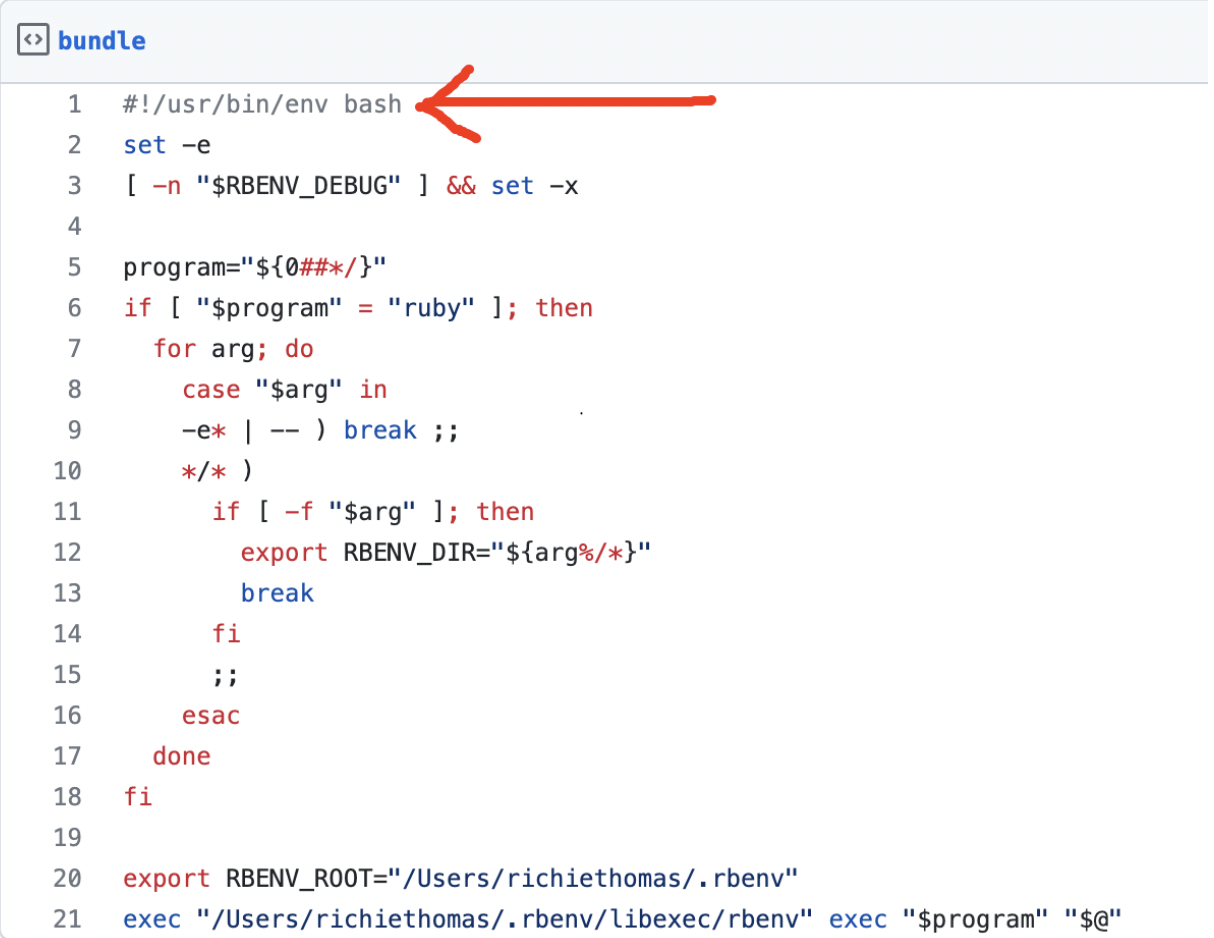 bundle
1 #!/usr/bin/env bash
2 set -e
3 [ -n "$RBENV_DEBUG" ] && set -x
4
5 program="${0##*/}"
6 if [ "$program" = "ruby" ]; then
7   for arg; do
8     case "$arg" in
9     -e* | -- ) break ;;
10     */* )
11       if [ -f "$arg" ]; then
12         export RBENV_DIR="${arg%/*}"
13         break
14       fi
15       ;;
16     esac
17   done
18 fi
19
20 export RBENV_ROOT="/Users/richiethomas/.rbenv"
21 exec "/Users/richiethomas/.rbenv/libexec/rbenv" exec "$program" "$@"